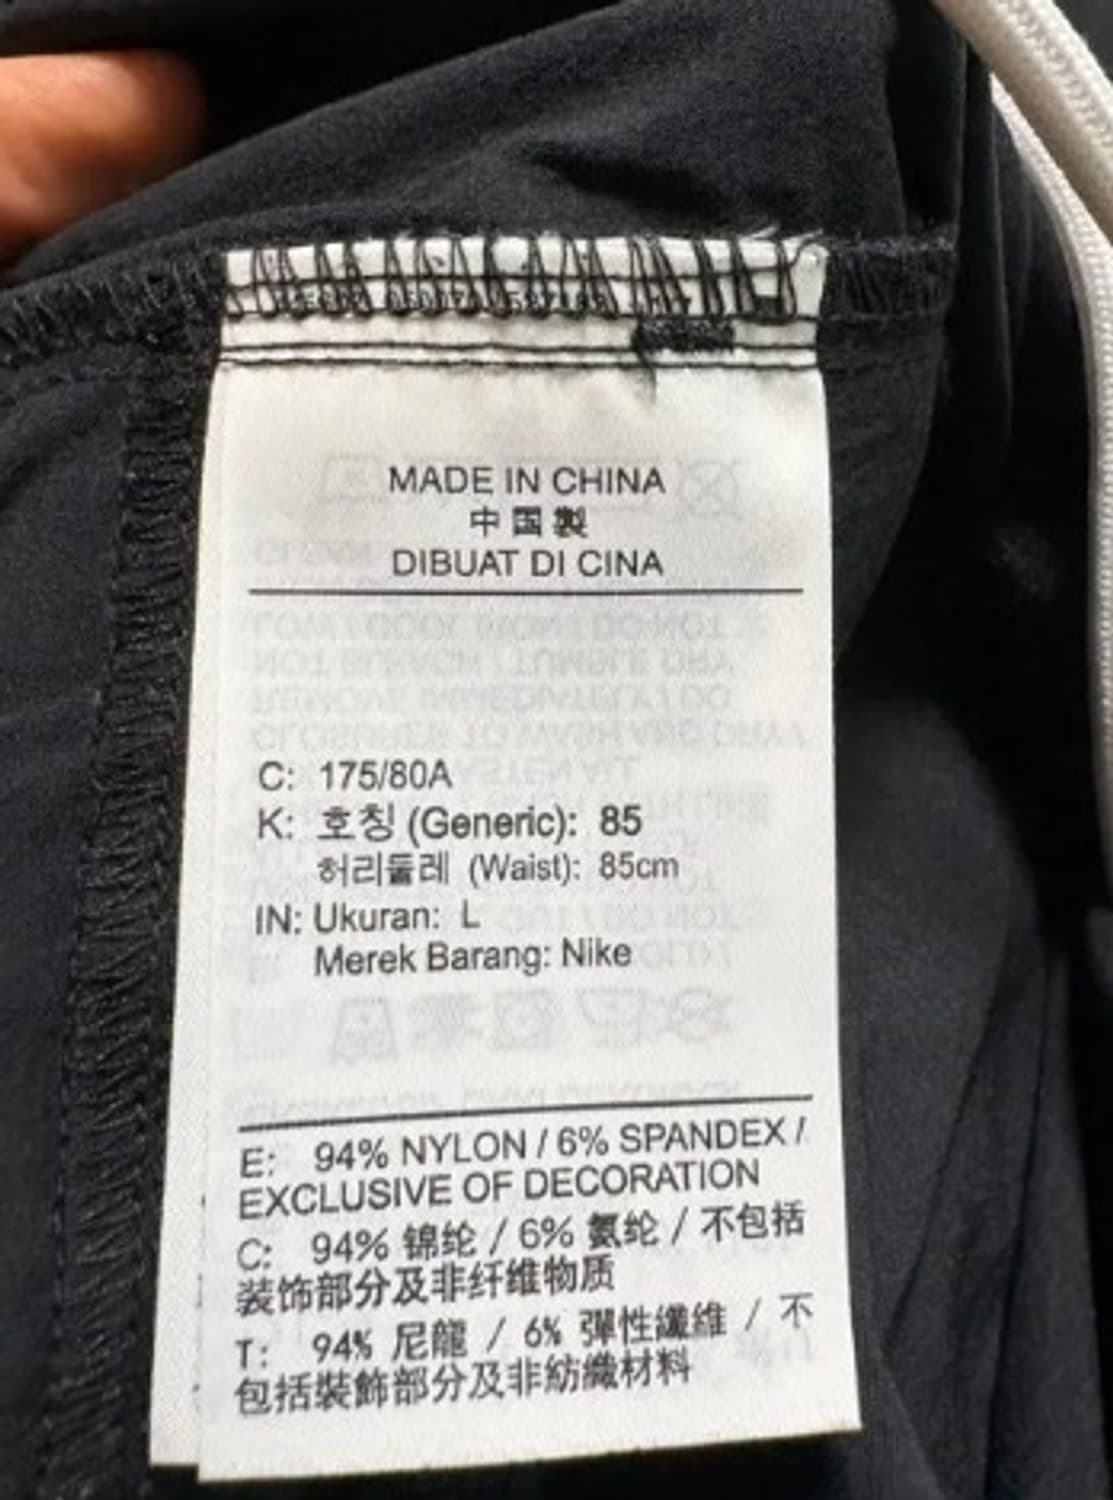 MADE IN CHINA
中国製
DIBUAT DI CINA
C: 175/80A
K: 호칭 (Generic): 85
허리둘레 (Waist): 85cm
IN: Ukuran: L
Merek Barang: Nike
E: 94% NYLON / 6% SPANDEX /
EXCLUSIVE OF DECORATION
C: 94% 锦纶 / 6% 氨纶 / 不包括
装饰部分及非纤维物质
T: 94% 尼龍 / 6% 彈性纖維 / 不
包括裝飾部分及非紡織材料